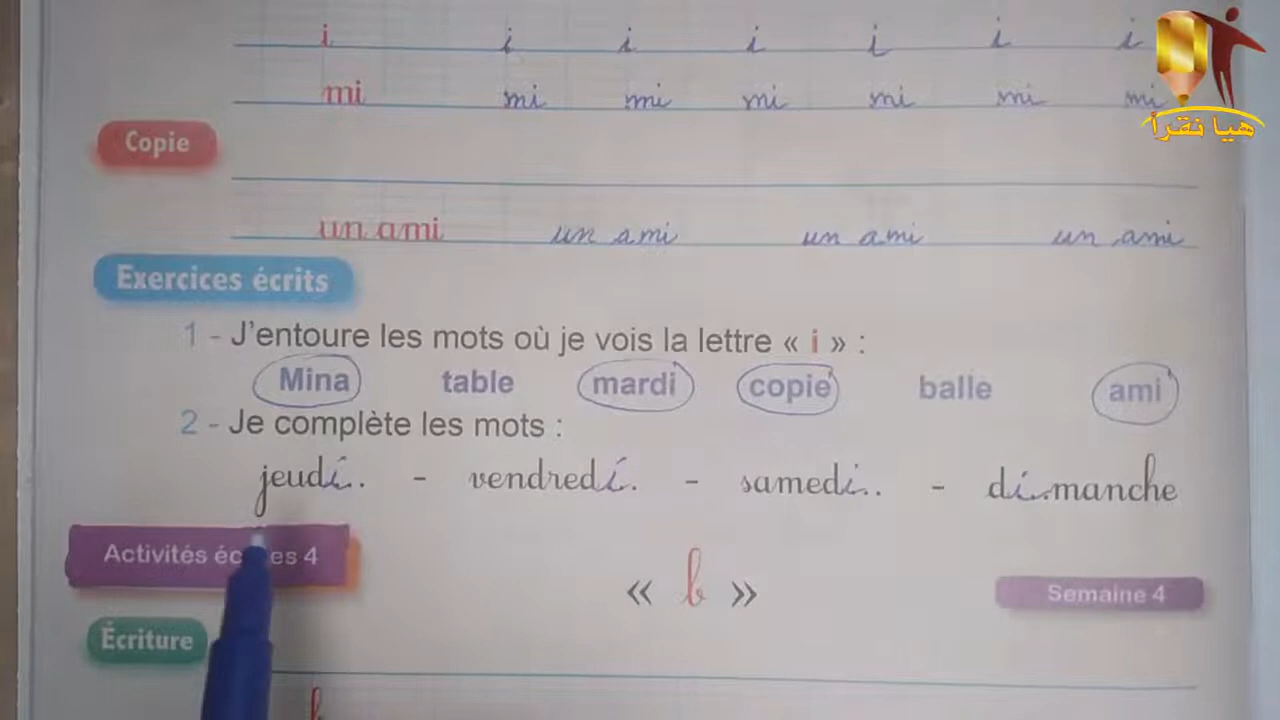 i i i i i i i
mi mi mi mi mi mi mi
هيا نقرأ
Copie
un ami un ami un ami un ami
Exercices écrits
1 - J'entoure les mots où je vois la lettre « i » :
Mina table mardi copie balle ami
2 - Je complète les mots :
jeudi.. - vendredi. - samedi.. - di..manche
Activités 4
« b »
Semaine 4
Écriture